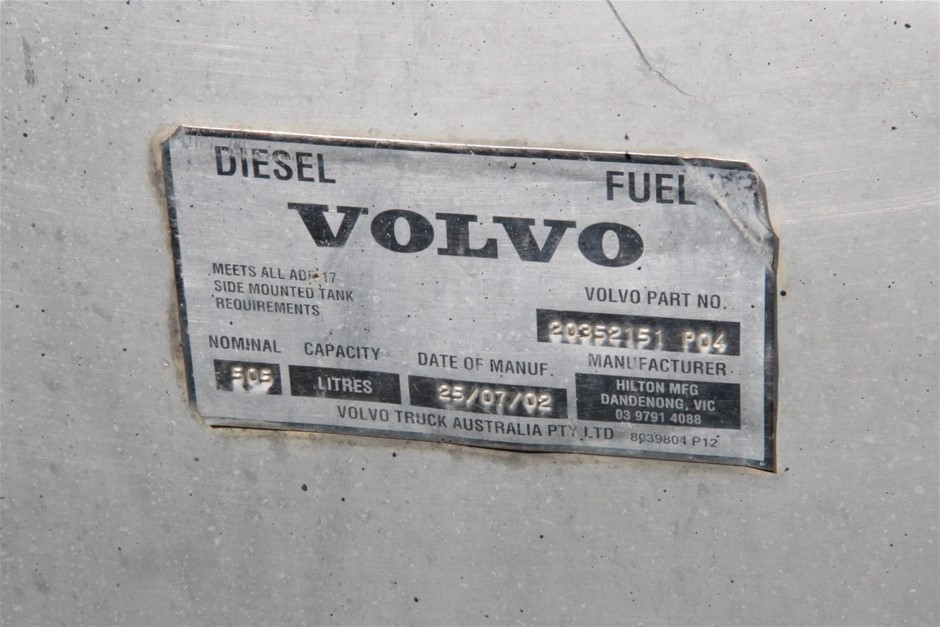 DIESEL FUEL
VOLVO
MEETS ALL ADR 17
SIDE MOUNTED TANK
REQUIREMENTS
VOLVO PART NO.
20352151 P04
NOMINAL CAPACITY DATE OF MANUF. MANUFACTURER
505 LITRES 25/07/02
HILTON MFG
DANDENONG, VIC
03 9791 4088
VOLVO TRUCK AUSTRALIA PTY LTD 8039804 P12